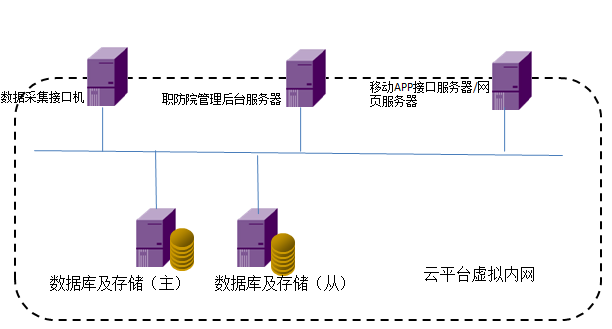 数据采集接口机
职防院管理后台服务器
移动APP接口服务器/网
页服务器
数据库及存储（主）
数据库及存储（从）
云平台虚拟内网